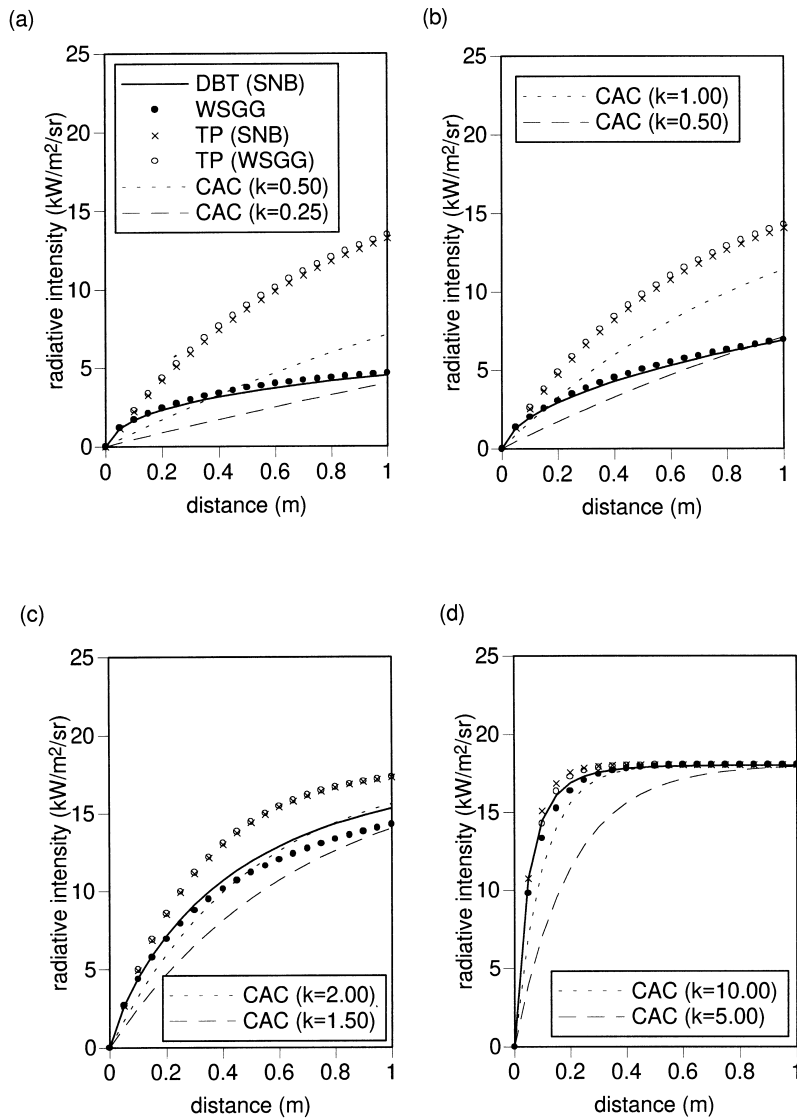 (a)
25
20
15
10
5
0
radiative intensity (kW/m²/sr)
DBT (SNB)
WSGG
TP (SNB)
TP (WSGG)
CAC (k=0.50)
CAC (k=0.25)
0 0.2 0.4 0.6 0.8 1
distance (m)
(b)
25
20
15
10
5
0
radiative intensity (kW/m²/sr)
CAC (k=1.00)
CAC (k=0.50)
0 0.2 0.4 0.6 0.8 1
distance (m)
(c)
25
20
15
10
5
0
radiative intensity (kW/m²/sr)
CAC (k=2.00)
CAC (k=1.50)
0 0.2 0.4 0.6 0.8 1
distance (m)
(d)
25
20
15
10
5
0
radiative intensity (kW/m²/sr)
CAC (k=10.00)
CAC (k=5.00)
0 0.2 0.4 0.6 0.8 1
distance (m)